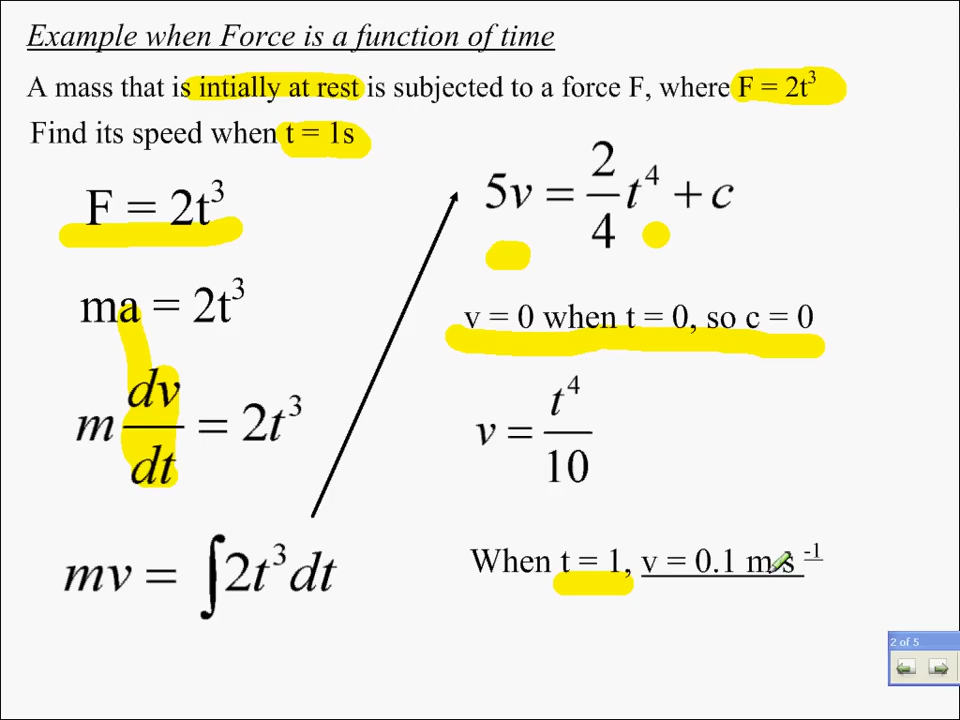 Example when Force is a function of time
A mass that is intially at rest is subjected to a force F, where F = 2t³
Find its speed when t = 1s
F = 2t³
ma = 2t³
m dv/dt = 2t³
mv = ∫2t³dt
5v = 2/4 t⁴ + c
v = 0 when t = 0, so c = 0
v = t⁴/10
When t = 1, v = 0.1 ms⁻¹
2 of 5